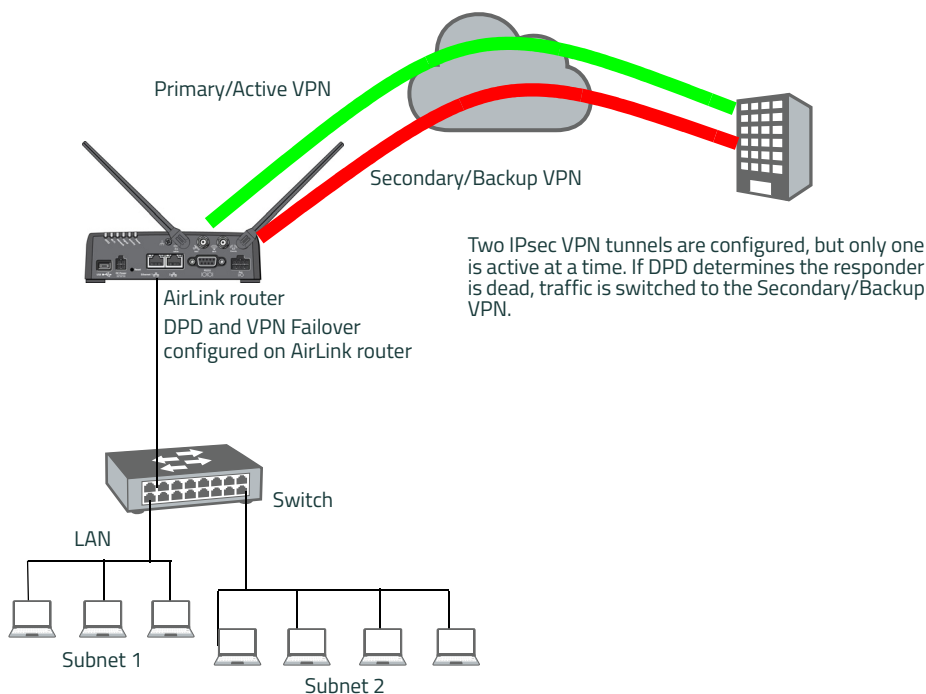 Primary/Active VPN
Secondary/Backup VPN
Two IPsec VPN tunnels are configured, but only one
is active at a time. If DPD determines the responder
is dead, traffic is switched to the Secondary/Backup
VPN.
AirLink router
DPD and VPN Failover
configured on AirLink router
Switch
LAN
Subnet 1
Subnet 2